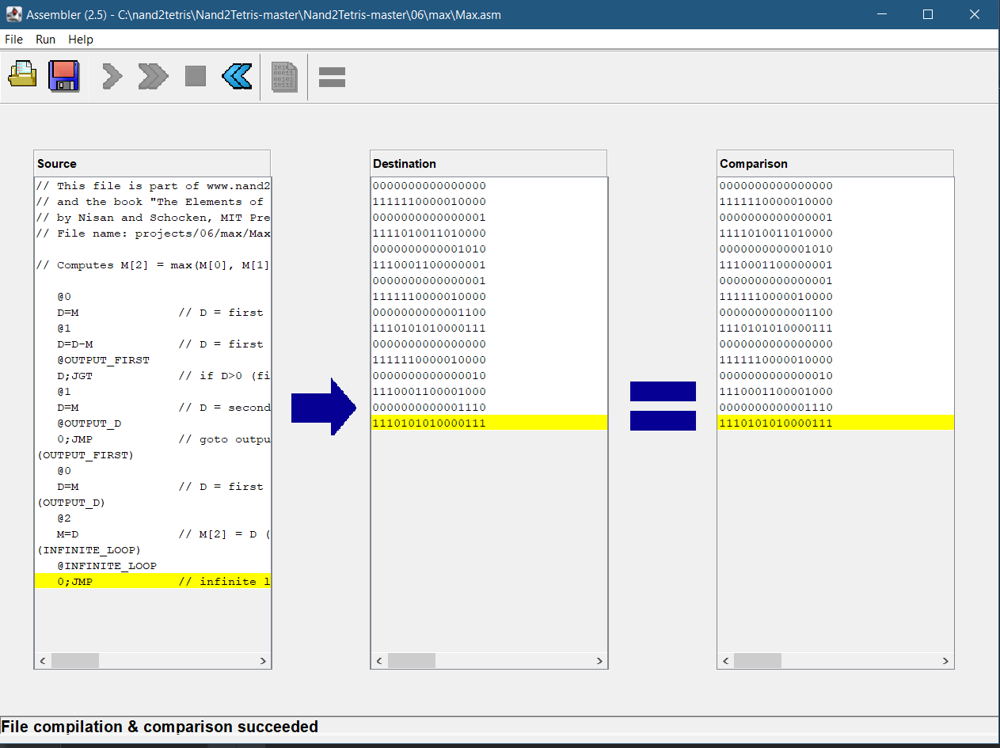 Assembler (2.5) - C:\nand2tetris\Nand2Tetris-master\Nand2Tetris-master\06\max\Max.asm
File Run Help
Source
// This file is part of www.nand2
// and the book "The Elements of
// by Nisan and Schocken, MIT Pre
// File name: projects/06/max/Max
// Computes M[2] = max(M[0], M[1]
@0
D=M // D = first
@1
D=D-M // D = first
@OUTPUT_FIRST
D;JGT // if D>0 (fi
@1
D=M // D = second
@OUTPUT_D
0;JMP // goto outpu
(OUTPUT_FIRST)
@0
D=M // D = first
(OUTPUT_D)
@2
M=D // M[2] = D (
(INFINITE_LOOP)
@INFINITE_LOOP
0;JMP // infinite l
Destination
0000000000000000
1111110000010000
0000000000000001
1111010011010000
0000000000001010
1110001100000001
0000000000000001
1111110000010000
0000000000001100
1110101010000111
0000000000000000
1111110000010000
0000000000000010
1110001100001000
0000000000001110
1110101010000111
Comparison
0000000000000000
1111110000010000
0000000000000001
1111010011010000
0000000000001010
1110001100000001
0000000000000001
1111110000010000
0000000000001100
1110101010000111
0000000000000000
1111110000010000
0000000000000010
1110001100001000
0000000000001110
1110101010000111
File compilation & comparison succeeded